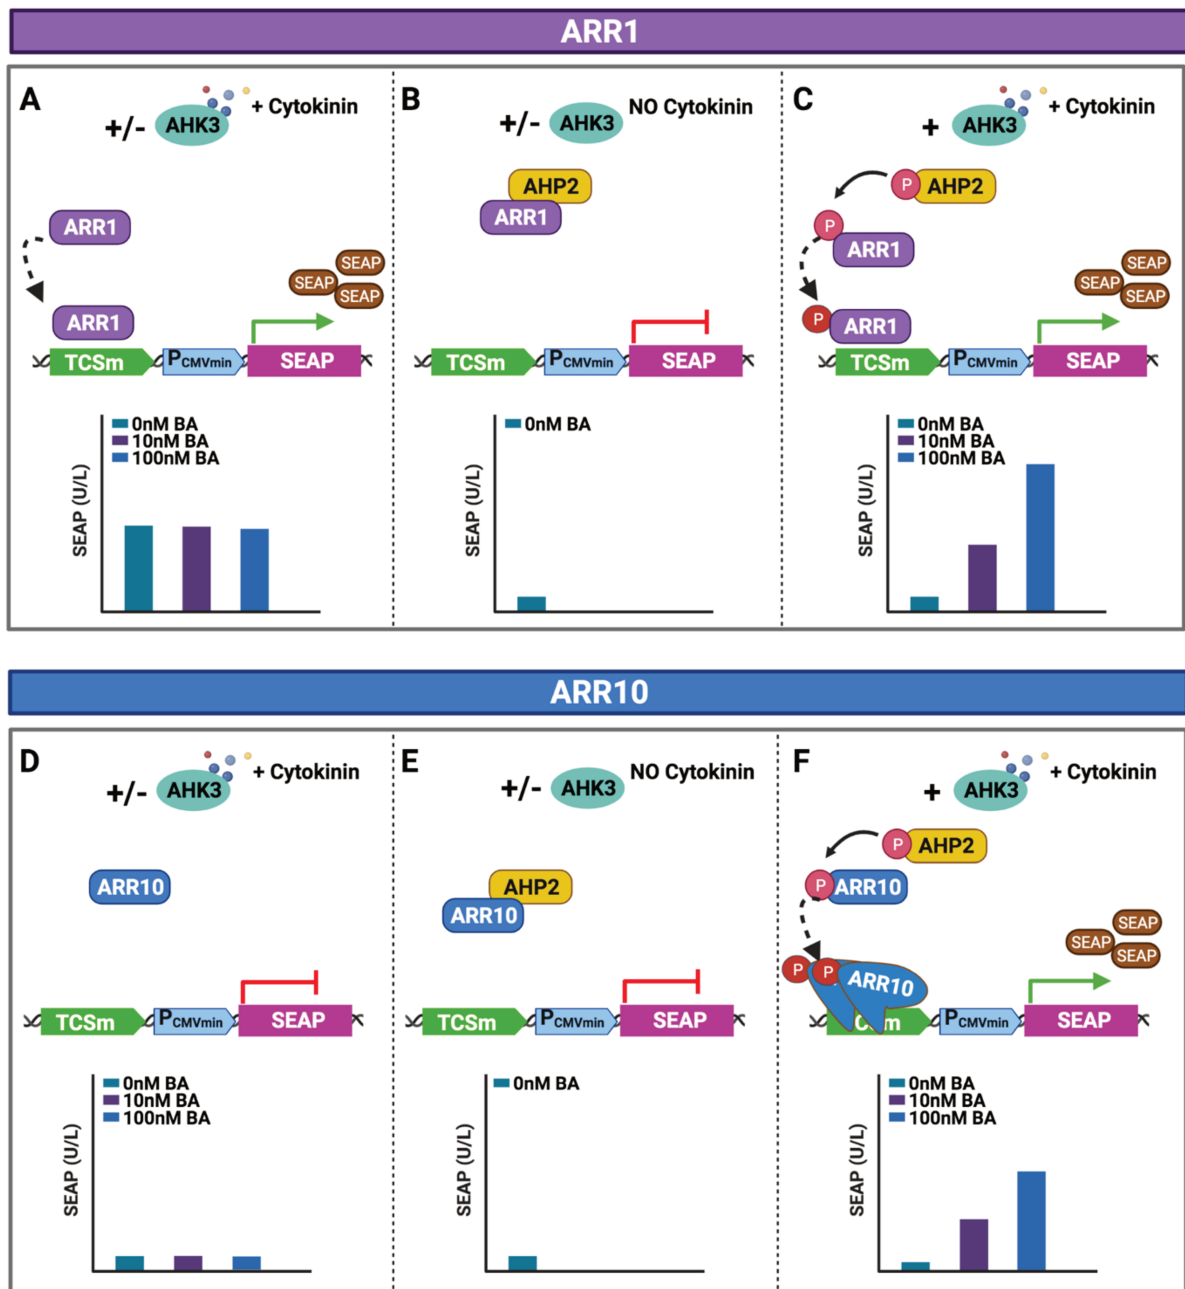 ARR1
A
+/- AHK3 + Cytokinin
ARR1
ARR1
SEAP
SEAP
SEAP
TCSm PCMVmin SEAP
SEAP (U/L)
0nM BA
10nM BA
100nM BA
B
+/- AHK3 NO Cytokinin
AHP2
ARR1
TCSm PCMVmin SEAP
SEAP (U/L)
0nM BA
C
+ AHK3 + Cytokinin
P AHP2
P
ARR1
P ARR1
SEAP
SEAP
SEAP
TCSm PCMVmin SEAP
SEAP (U/L)
0nM BA
10nM BA
100nM BA
ARR10
D
+/- AHK3 + Cytokinin
ARR10
TCSm PCMVmin SEAP
SEAP (U/L)
0nM BA
10nM BA
100nM BA
E
+/- AHK3 NO Cytokinin
AHP2
ARR10
TCSm PCMVmin SEAP
SEAP (U/L)
0nM BA
F
+ AHK3 + Cytokinin
P AHP2
P ARR10
SEAP
SEAP
SEAP
P P ARR10
PCMVmin SEAP
SEAP (U/L)
0nM BA
10nM BA
100nM BA